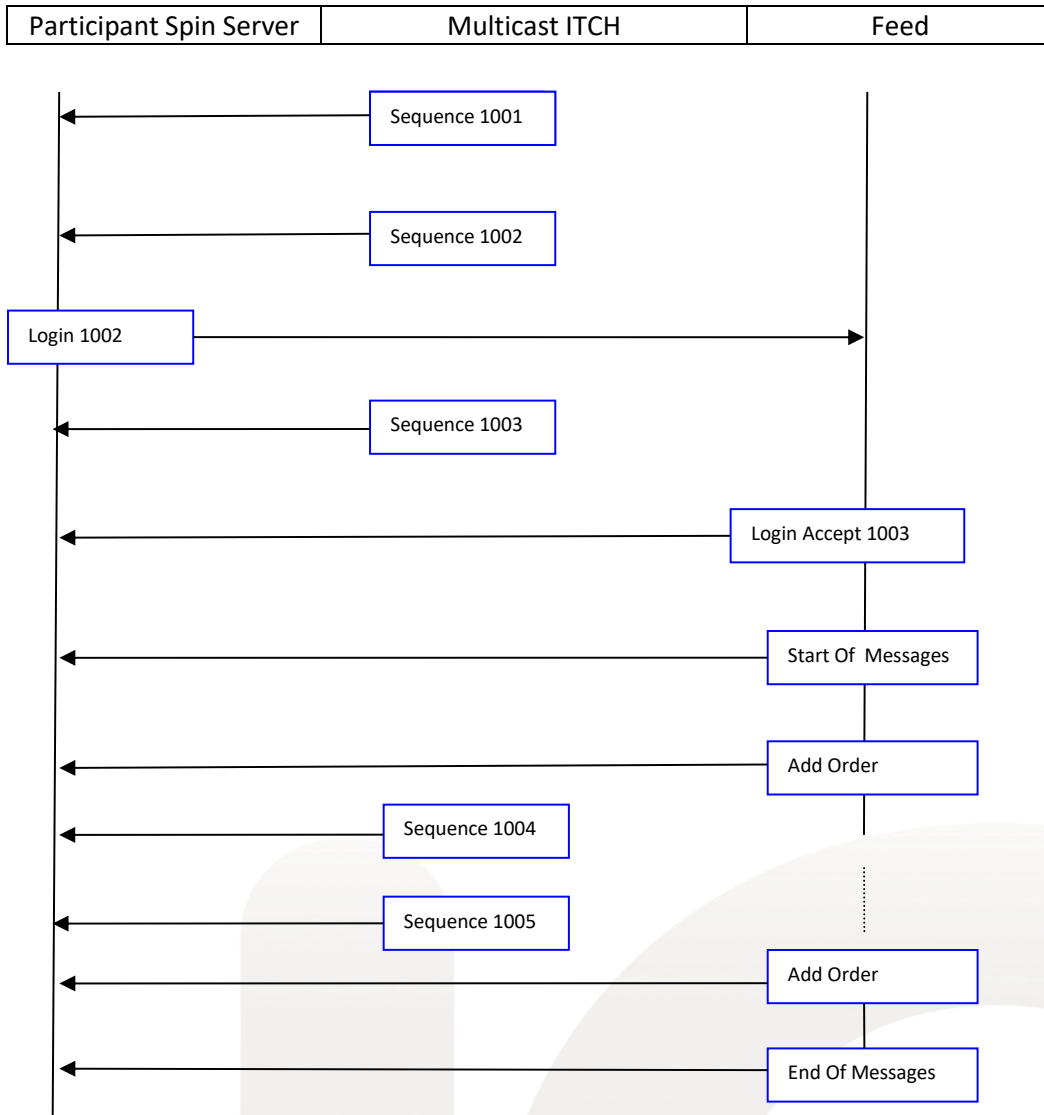 Participant Spin Server Multicast ITCH Feed
Sequence 1001
Sequence 1002
Login 1002
Sequence 1003
Login Accept 1003
Start Of  Messages
Add Order
Sequence 1004
Sequence 1005
Add Order
End Of Messages